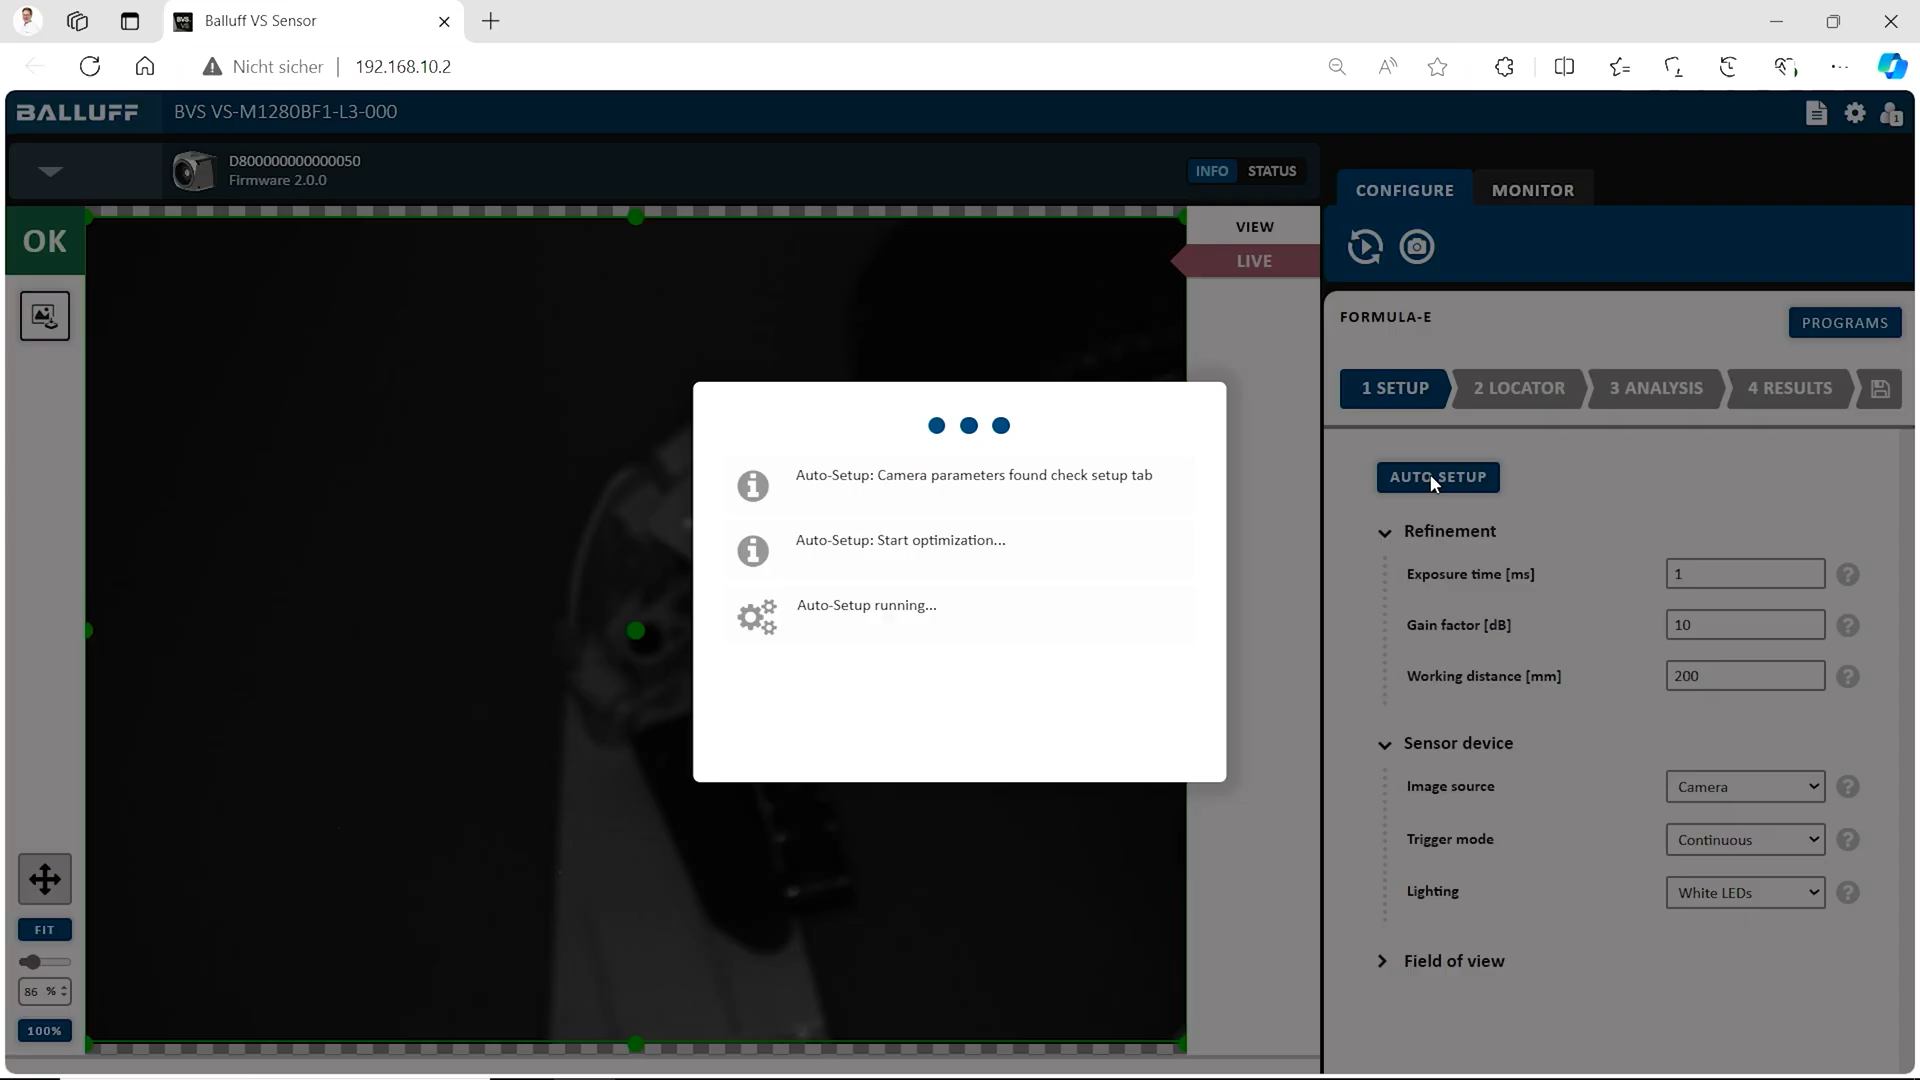 Balluff VS Sensor
Nicht sicher
192.168.10.2
BALLUFF
BVS VS-M1280BF1-L3-000
1
D800000000000050
Firmware 2.0.0
INFO
STATUS
CONFIGURE
MONITOR
OK
VIEW
LIVE
FORMULA-E
PROGRAMS
1 SETUP
2 LOCATOR
3 ANALYSIS
4 RESULTS
AUTO SETUP
Auto-Setup: Camera parameters found check setup tab
Auto-Setup: Start optimization...
Auto-Setup running...
Refinement
Exposure time [ms]
1
?
Gain factor [dB]
10
?
Working distance [mm]
200
?
Sensor device
Image source
Camera
?
Trigger mode
Continuous
?
Lighting
White LEDs
?
Field of view
FIT
86 %
100%